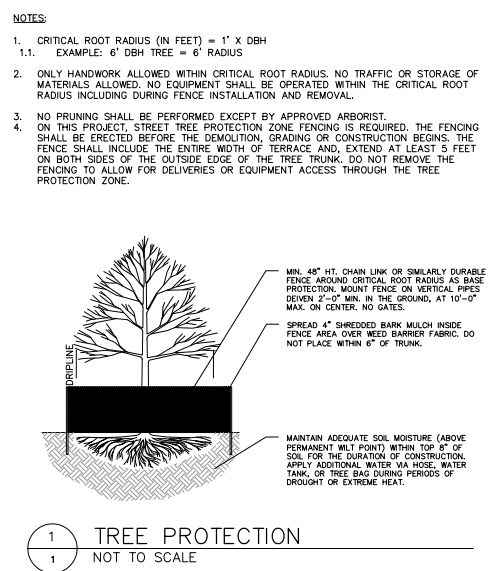 NOTES:
1. CRITICAL ROOT RADIUS (IN FEET) = 1' X DBH
1.1. EXAMPLE: 6' DBH TREE = 6' RADIUS
2. ONLY HANDWORK ALLOWED WITHIN CRITICAL ROOT RADIUS. NO TRAFFIC OR STORAGE OF
MATERIALS ALLOWED. NO EQUIPMENT SHALL BE OPERATED WITHIN THE CRITICAL ROOT
RADIUS INCLUDING DURING FENCE INSTALLATION AND REMOVAL.
3. NO PRUNING SHALL BE PERFORMED EXCEPT BY APPROVED ARBORIST.
4. ON THIS PROJECT, STREET TREE PROTECTION ZONE FENCING IS REQUIRED. THE FENCING
SHALL BE ERECTED BEFORE THE DEMOLITION, GRADING OR CONSTRUCTION BEGINS. THE
FENCE SHALL INCLUDE THE ENTIRE WIDTH OF TERRACE AND, EXTEND AT LEAST 5 FEET
ON BOTH SIDES OF THE OUTSIDE EDGE OF THE TREE TRUNK. DO NOT REMOVE THE
FENCING TO ALLOW FOR DELIVERIES OR EQUIPMENT ACCESS THROUGH THE TREE
PROTECTION ZONE.
MIN. 48" HT. CHAIN LINK OR SIMILARLY DURABLE
FENCE AROUND CRITICAL ROOT RADIUS AS BASE
PROTECTION. MOUNT FENCE ON VERTICAL PIPES
DEIVEN 2'-0" MIN. IN THE GROUND, AT 10'-0"
MAX. ON CENTER. NO GATES.
SPREAD 4" SHREDDED BARK MULCH INSIDE
FENCE AREA OVER WEED BARRIER FABRIC. DO
NOT PLACE WITHIN 6" OF TRUNK.
DRIPLINE
MAINTAIN ADEQUATE SOIL MOISTURE (ABOVE
PERMANENT WILT POINT) WITHIN TOP 8" OF
SOIL FOR THE DURATION OF CONSTRUCTION.
APPLY ADDITIONAL WATER VIA HOSE, WATER
TANK, OR TREE BAG DURING PERIODS OF
DROUGHT OR EXTREME HEAT.
1 TREE PROTECTION
1 NOT TO SCALE